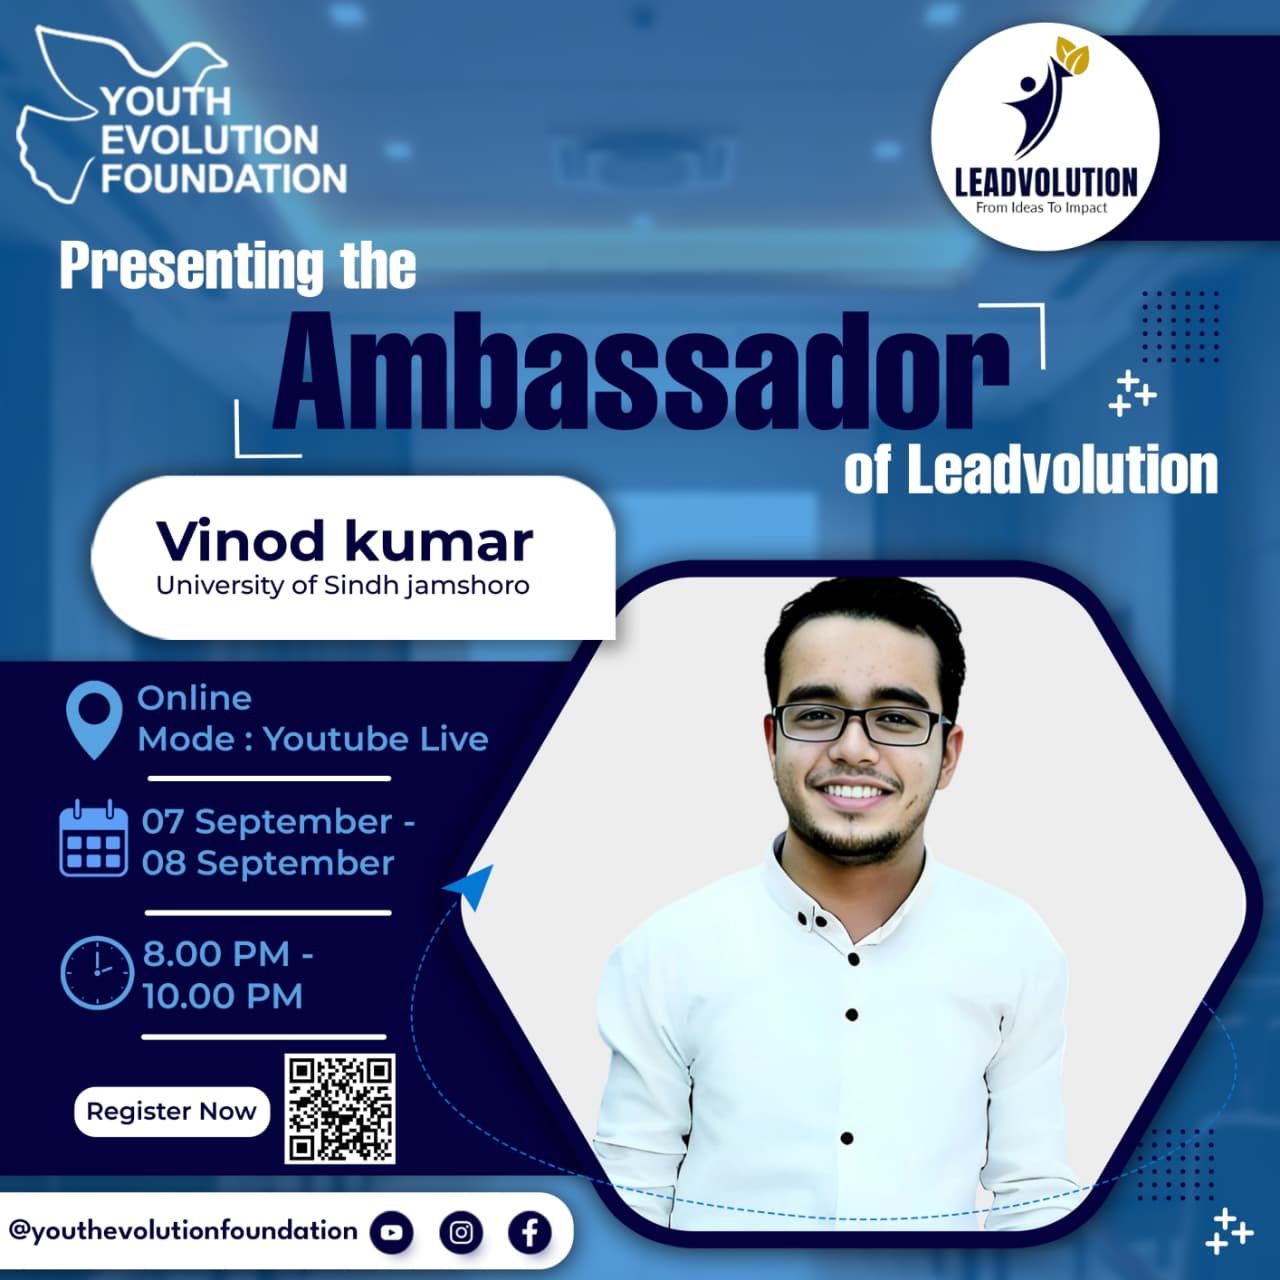 YOUTH
EVOLUTION
FOUNDATION
LEADVOLUTION
From Ideas To Impact
Presenting the
Ambassador
of Leadvolution
Vinod kumar
University of Sindh jamshoro
Online
Mode : Youtube Live
07 September -
08 September
8.00 PM -
10.00 PM
Register Now
@youthevolutionfoundation